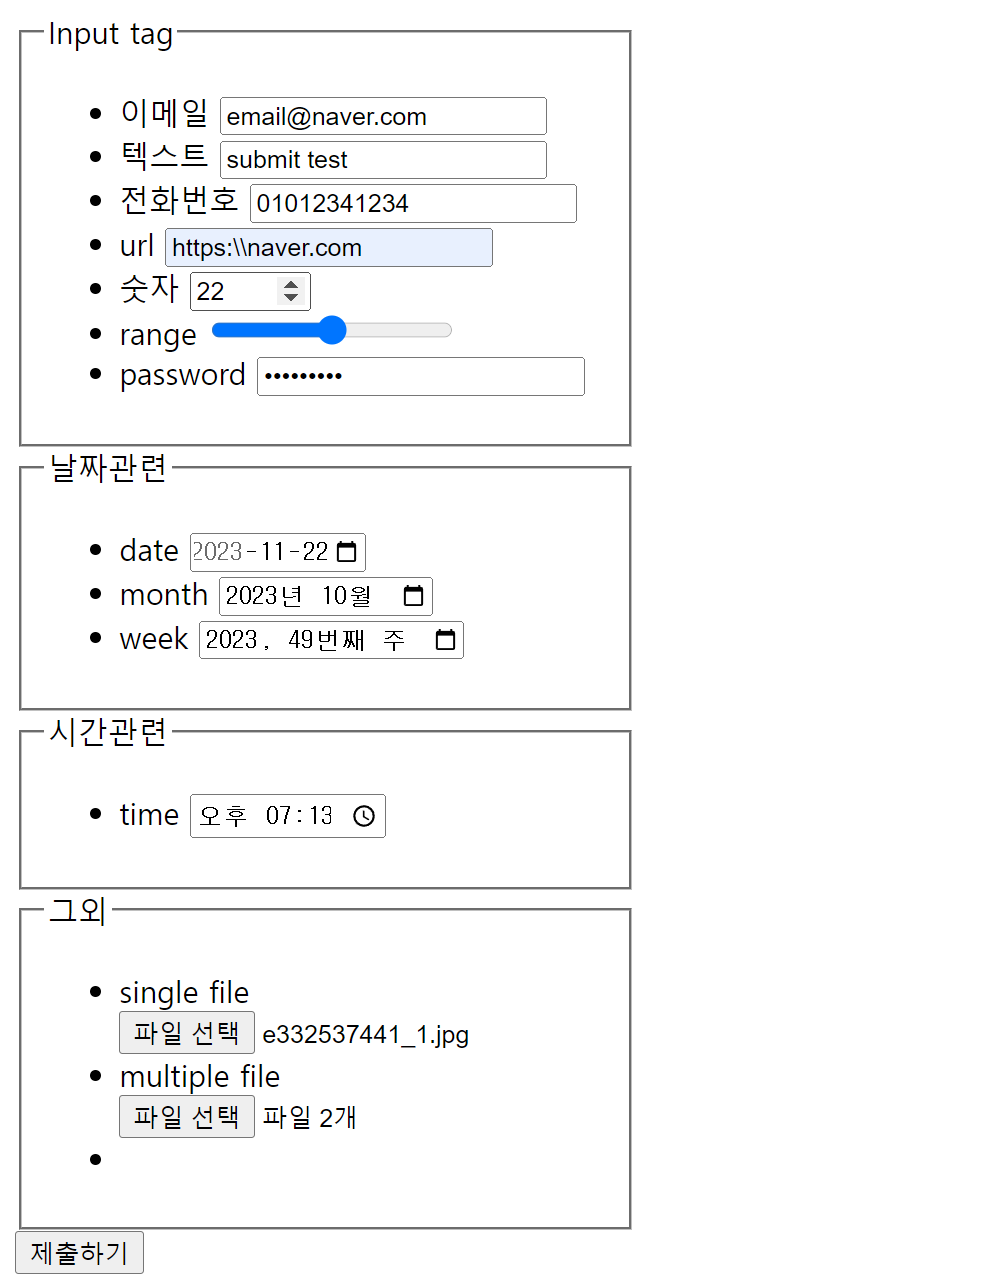 Input tag
이메일 email@naver.com
텍스트 submit test
전화번호 01012341234
url https:\\naver.com
숫자 22
range
password •••••••••
날짜관련
date 2023-11-22
month 2023년 10월
week 2023, 49번째 주
시간관련
time 오후 07:13
그외
single file
파일 선택 e332537441_1.jpg
multiple file
파일 선택 파일 2개
제출하기